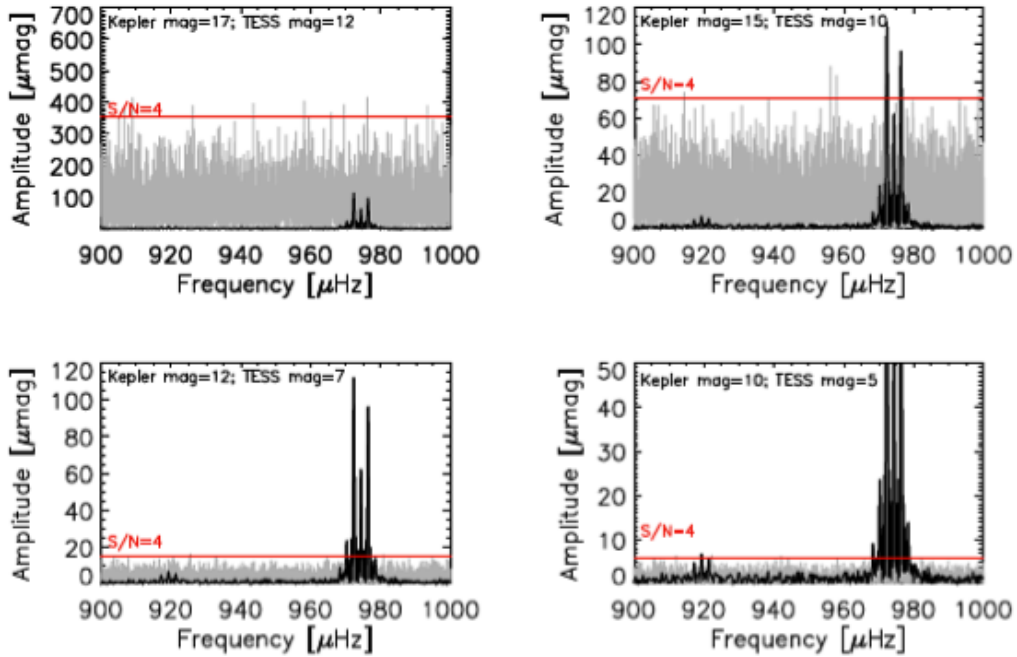 Kepler mag=17; TESS mag=12
Amplitude [μmag]
700
600
500
400
300
200
100
S/N=4
900 920 940 960 980 1000
Frequency [μHz]
Kepler mag=15; TESS mag=10
Amplitude [μmag]
120
100
80
60
40
20
0
S/N=4
900 920 940 960 980 1000
Frequency [μHz]
Kepler mag=12; TESS mag=7
Amplitude [μmag]
120
100
80
60
40
20
0
S/N=4
900 920 940 960 980 1000
Frequency [μHz]
Kepler mag=10; TESS mag=5
Amplitude [μmag]
50
40
30
20
10
0
S/N=4
900 920 940 960 980 1000
Frequency [μHz]